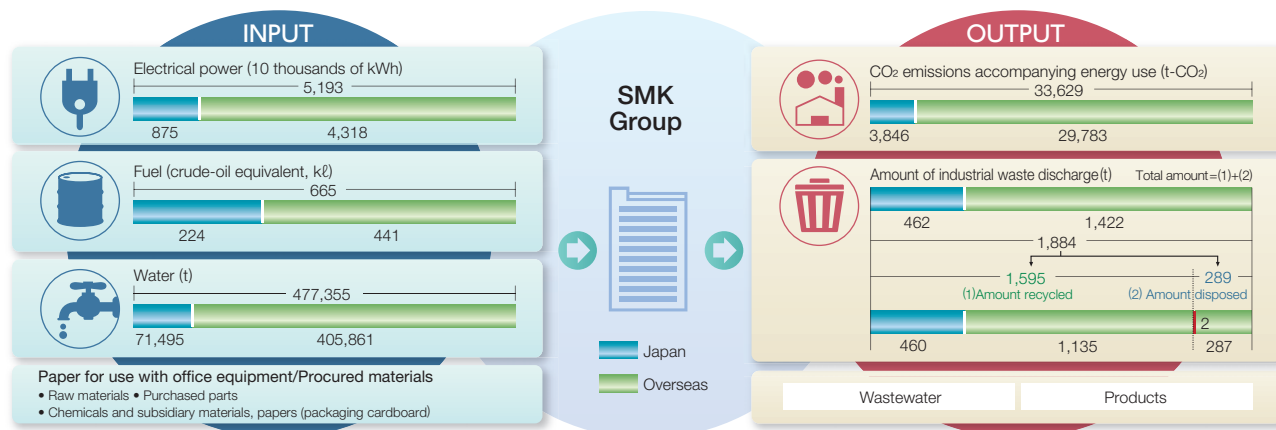 INPUT
Electrical power (10 thousands of kWh)
5,193
875 4,318
Fuel (crude-oil equivalent, kℓ)
665
224 441
Water (t)
477,355
71,495 405,861
Paper for use with office equipment/Procured materials
• Raw materials • Purchased parts
• Chemicals and subsidiary materials, papers (packaging cardboard)
SMK
Group
Japan
Overseas
OUTPUT
CO₂ emissions accompanying energy use (t-CO₂)
33,629
3,846 29,783
Amount of industrial waste discharge(t) Total amount=(1)+(2)
462 1,422
1,884
1,595 289
(1)Amount recycled (2) Amount disposed
2
460 1,135 287
Wastewater Products